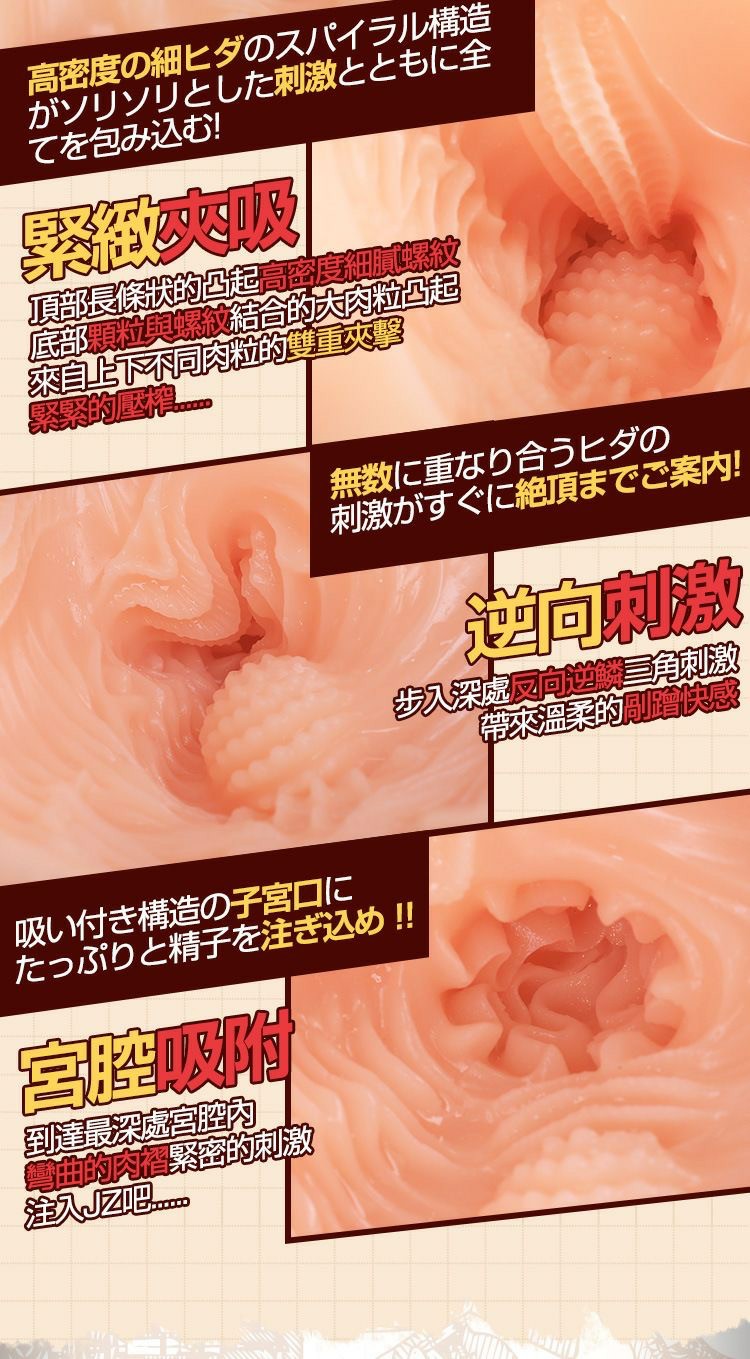 高密度の細ヒダのスパイラル構造
がソリソリとした刺激とともに全
てを包み込む!
緊緻夾吸
頂部長條狀的凸起高密度細膩螺紋
底部顆粒與螺紋結合的大肉粒凸起
來自上下不同肉粒的雙重夾擊
緊緊的壓榨......
無数に重なり合うヒダの
刺激がすぐに絶頂までご案内!
逆向刺激
步入深處反向逆鱗三角刺激
帶來溫柔的剮蹭快感
吸い付き構造の子宮口に
たっぷりと精子を注ぎ込め !!
宮腔吸附
到達最深處宮腔內
彎曲的肉褶緊密的刺激
注入JZ吧......